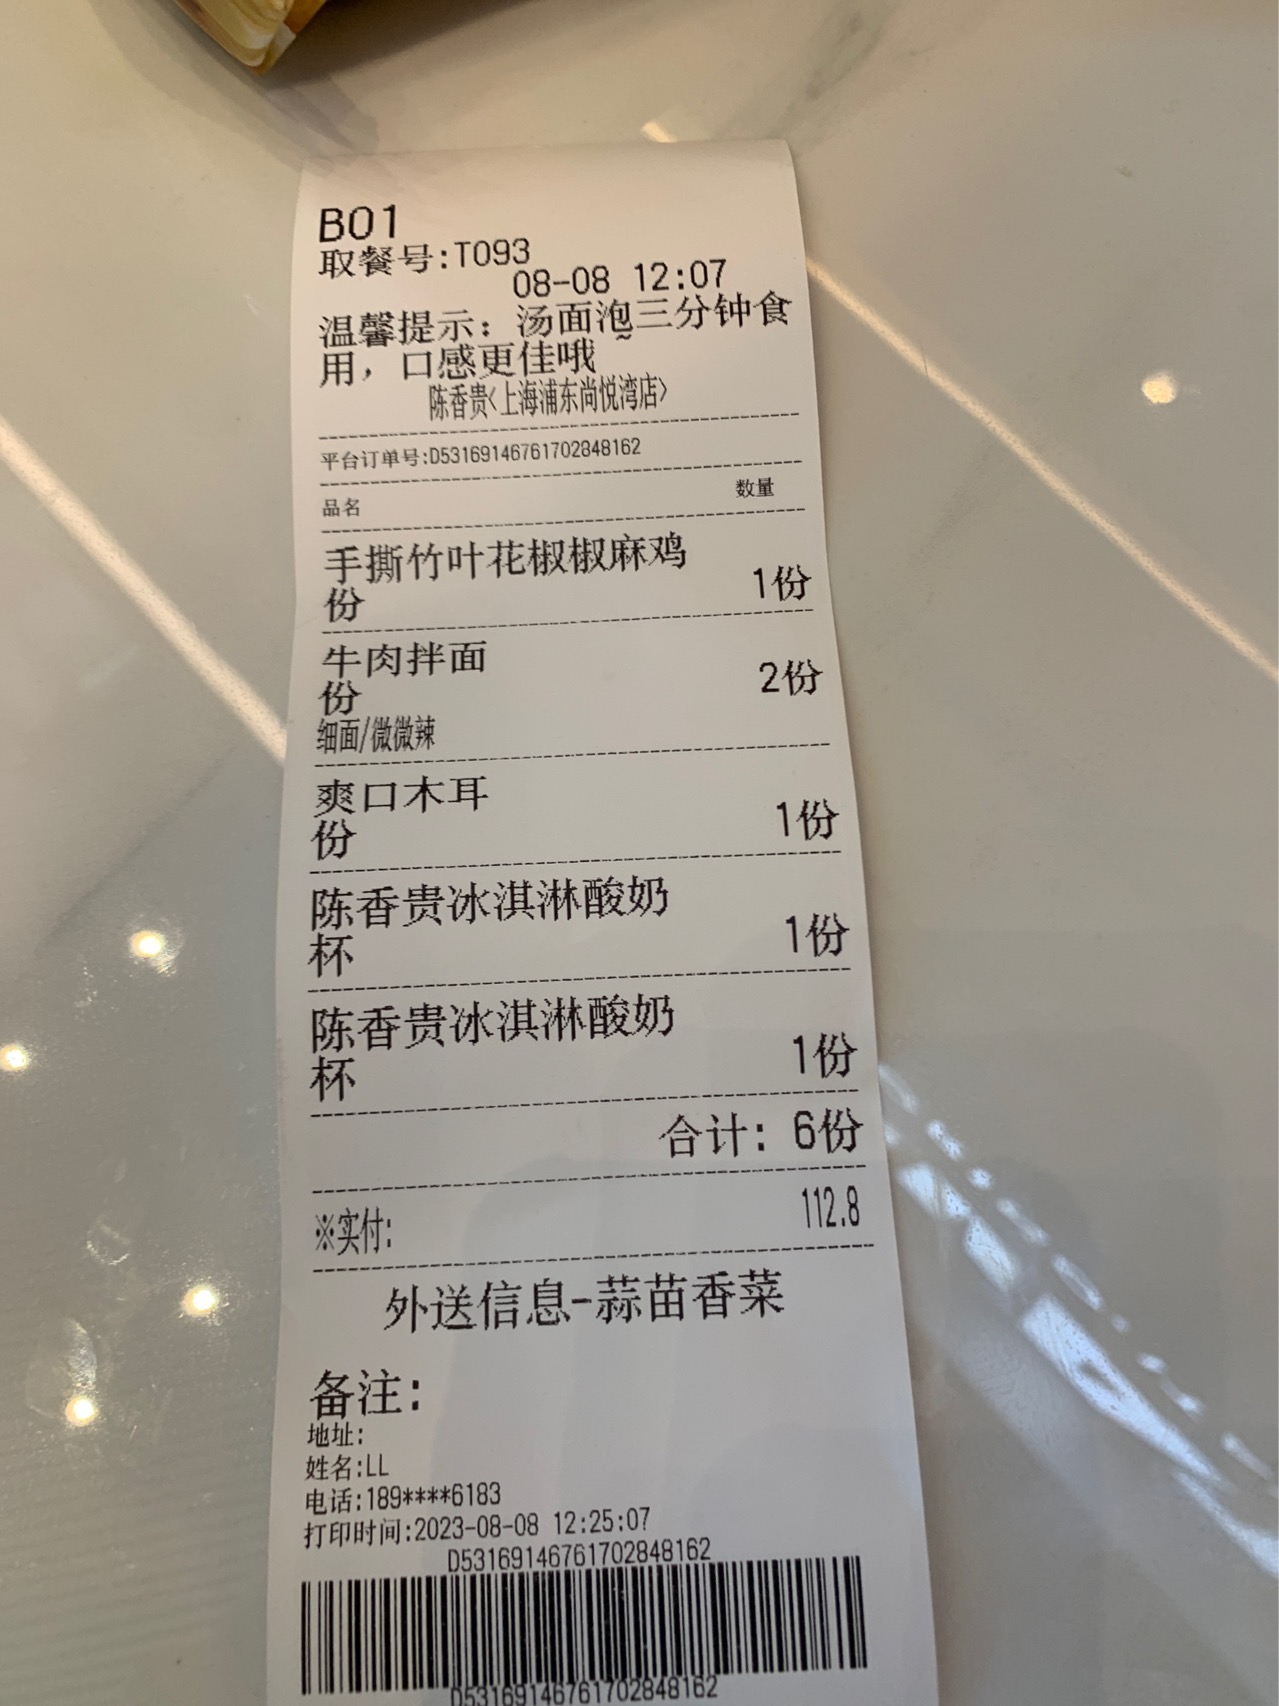 B01
取餐号:T093
08-08 12:07
温馨提示：汤面泡三分钟食
用，口感更佳哦~
陈香贵<上海浦东尚悦湾店>
平台订单号:D53169146761702848162
品名 数量
手撕竹叶花椒椒麻鸡
份 1份
牛肉拌面
份 2份
细面/微微辣
爽口木耳
份 1份
陈香贵冰淇淋酸奶
杯 1份
陈香贵冰淇淋酸奶
杯 1份
合计: 6份
※实付: 112.8
外送信息-蒜苗香菜
备注:
地址:
姓名:LL
电话:189****6183
打印时间:2023-08-08 12:25:07
D53169146761702848162
D53169146761702848162